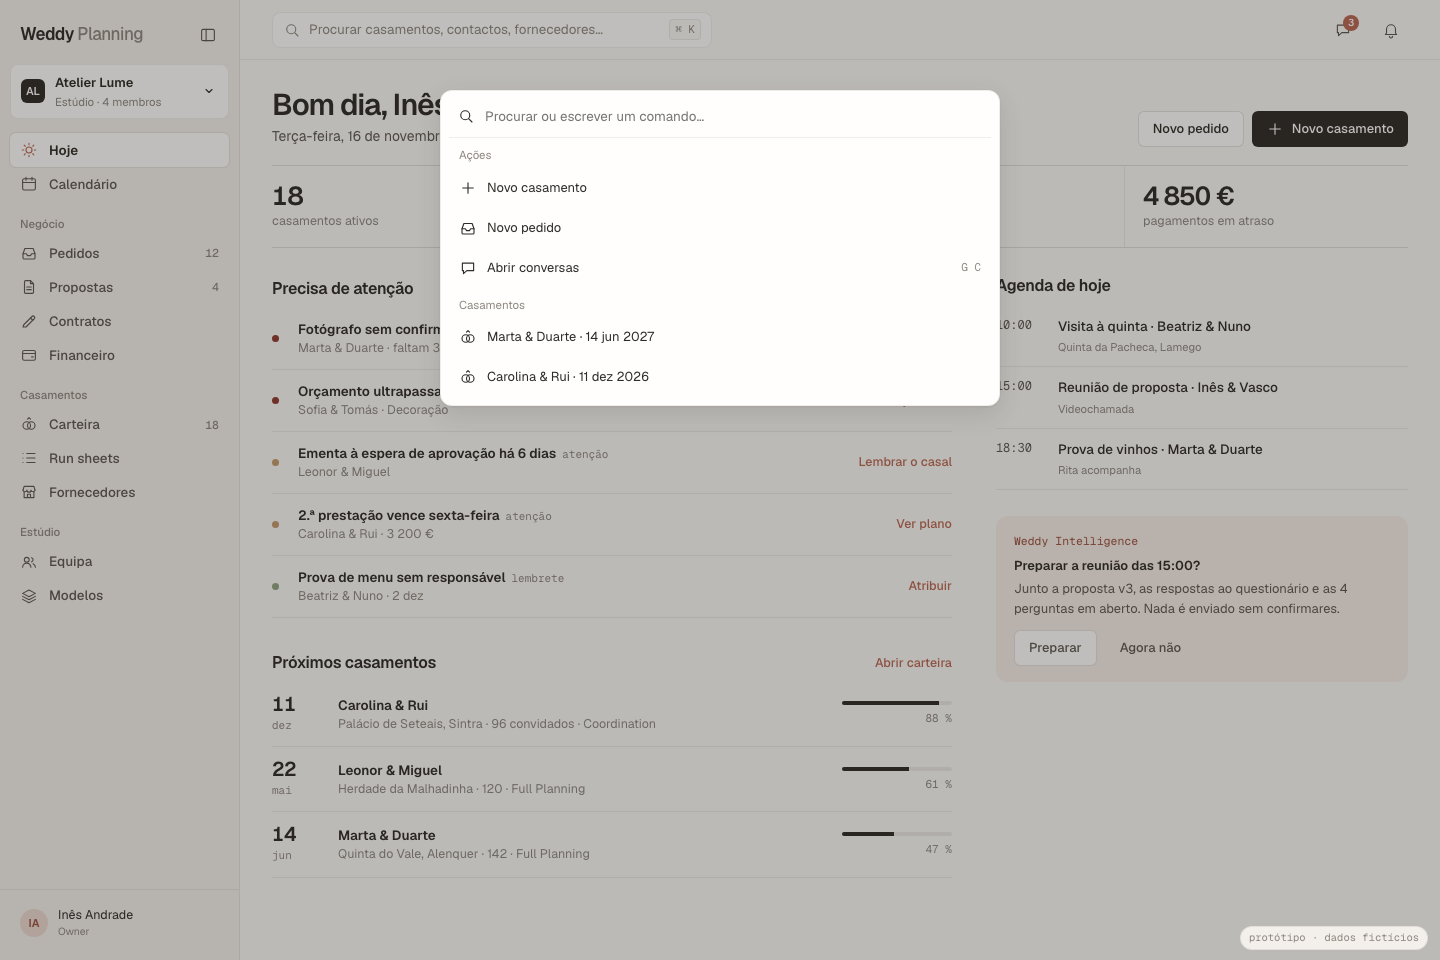 Weddy Planning
AL
Atelier Lume
Estúdio · 4 membros
Hoje
Calendário
Negócio
Pedidos 12
Propostas 4
Contratos
Financeiro
Casamentos
Carteira 18
Run sheets
Fornecedores
Estúdio
Equipa
Modelos
IA
Inês Andrade
Owner
Procurar casamentos, contactos, fornecedores… ⌘ K
3
Bom dia, Inês
Terça-feira, 16 de novembr
Novo pedido
Novo casamento
18
casamentos ativos
4 850 €
pagamentos em atraso
Procurar ou escrever um comando…
Ações
Novo casamento
Novo pedido
Abrir conversas G C
Casamentos
Marta & Duarte · 14 jun 2027
Carolina & Rui · 11 dez 2026
Precisa de atenção
Fotógrafo sem confirm
Marta & Duarte · faltam 3
Orçamento ultrapassa
Sofia & Tomás · Decoração
Ementa à espera de aprovação há 6 dias atenção
Leonor & Miguel
Lembrar o casal
2.ª prestação vence sexta-feira atenção
Carolina & Rui · 3 200 €
Ver plano
Prova de menu sem responsável lembrete
Beatriz & Nuno · 2 dez
Atribuir
Próximos casamentos
Abrir carteira
11 dez
Carolina & Rui
Palácio de Seteais, Sintra · 96 convidados · Coordination
88 %
22 mai
Leonor & Miguel
Herdade da Malhadinha · 120 · Full Planning
61 %
14 jun
Marta & Duarte
Quinta do Vale, Alenquer · 142 · Full Planning
47 %
Agenda de hoje
10:00 Visita à quinta · Beatriz & Nuno
Quinta da Pacheca, Lamego
15:00 Reunião de proposta · Inês & Vasco
Videochamada
18:30 Prova de vinhos · Marta & Duarte
Rita acompanha
Weddy Intelligence
Preparar a reunião das 15:00?
Junto a proposta v3, as respostas ao questionário e as 4
perguntas em aberto. Nada é enviado sem confirmares.
Preparar
Agora não
protótipo · dados fictícios